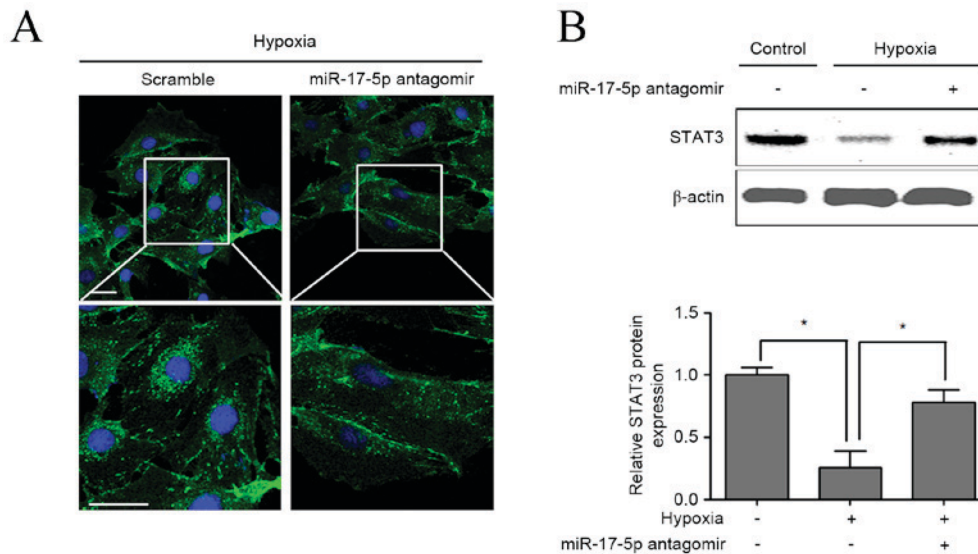 A
Hypoxia
Scramble
miR-17-5p antagomir
B
Control
Hypoxia
miR-17-5p antagomir - - +
STAT3
β-actin
Relative STAT3 protein
expression
1.5
1.0
0.5
0.0
* *
Hypoxia - + +
miR-17-5p antagomir - - +